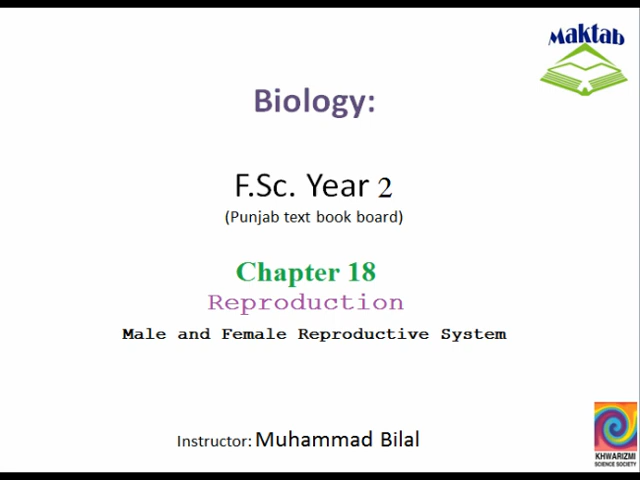 Maktab
Biology:
F.Sc. Year 2
(Punjab text book board)
Chapter 18
Reproduction
Male and Female Reproductive System
Instructor: Muhammad Bilal
KHWARIZMI
SCIENCE SOCIETY